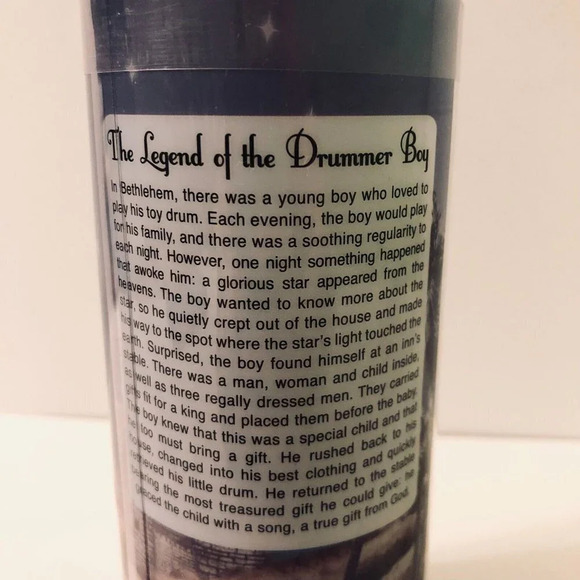 The Legend of the Drummer Boy
In Bethlehem, there was a young boy who loved to
play his toy drum. Each evening, the boy would play
for his family, and there was a soothing regularity to
each night. However, one night something happened
that awoke him: a glorious star appeared from the
heavens. The boy wanted to know more about the
star, so he quietly crept out of the house and made
his way to the spot where the star's light touched the
earth. Surprised, the boy found himself at an inn's
stable. There was a man, woman and child inside,
as well as three regally dressed men. They carried
gifts fit for a king and placed them before the baby.
The boy knew that this was a special child and that
he too must bring a gift. He rushed back to his
house, changed into his best clothing and quickly
retrieved his little drum. He returned to the stable
bearing the most treasured gift he could give: he
graced the child with a song, a true gift from God.